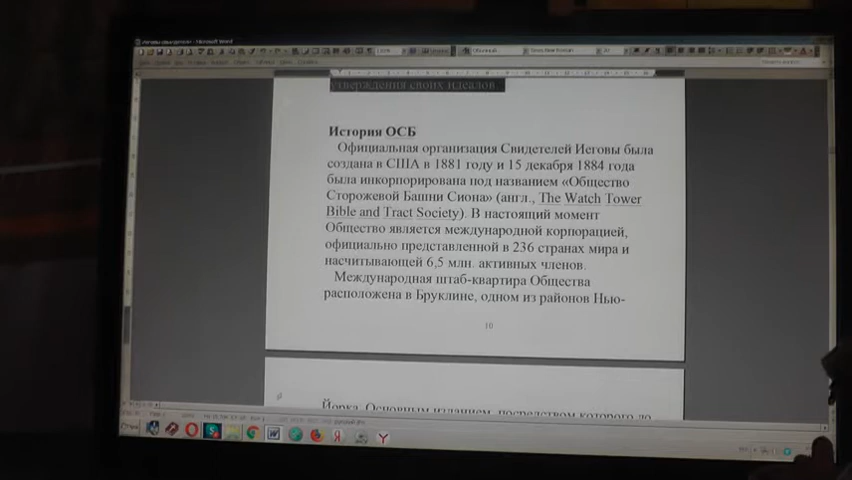 утверждения своих идеалов.
История ОСБ
Официальная организация Свидетелей Иеговы была
создана в США в 1881 году и 15 декабря 1884 года
была инкорпорирована под названием «Общество
Сторожевой Башни Сиона» (англ., The Watch Tower
Bible and Tract Society). В настоящий момент
Общество является международной корпорацией,
официально представленной в 236 странах мира и
насчитывающей 6,5 млн. активных членов.
Международная штаб-квартира Общества
расположена в Бруклине, одном из районов Нью-
10
Йорка. Основным изданием, посредством которого до